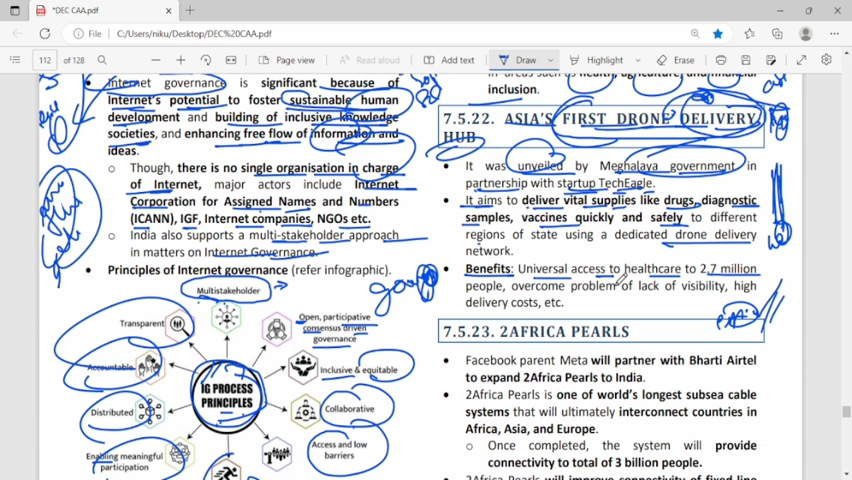 *DEC CAA.pdf
File
C:/Users/niku/Desktop/DEC%20CAA.pdf
112 of 128
Page view
Read aloud
Add text
Draw
Highlight
Erase
Internet governance is significant because of
Internet's potential to foster sustainable human
development and building of inclusive knowledge
societies, and enhancing free flow of information and
ideas.
Though, there is no single organisation in charge
of Internet, major actors include Internet
Corporation for Assigned Names and Numbers
(ICANN), IGF, Internet companies, NGOs etc.
India also supports a multi-stakeholder approach
in matters on Internet Governance.
Principles of Internet governance (refer infographic).
Multistakeholder
Transparent
Open, participative
consensus driven
governance
Accountable
Inclusive & equitable
IG PROCESS
PRINCIPLES
Distributed
Collaborative
Enabling meaningful
participation
Access and low
barriers
inclusion.
7.5.22. ASIA'S FIRST DRONE DELIVERY
HUB
It was unveiled by Meghalaya government in
partnership with startup TechEagle.
It aims to deliver vital supplies like drugs, diagnostic
samples, vaccines quickly and safely to different
regions of state using a dedicated drone delivery
network.
Benefits: Universal access to healthcare to 2.7 million
people, overcome problem of lack of visibility, high
delivery costs, etc.
7.5.23. 2AFRICA PEARLS
Facebook parent Meta will partner with Bharti Airtel
to expand 2Africa Pearls to India.
2Africa Pearls is one of world's longest subsea cable
systems that will ultimately interconnect countries in
Africa, Asia, and Europe.
Once completed, the system will provide
connectivity to total of 3 billion people.
2Africa Pearls will improve connectivity of fixed line